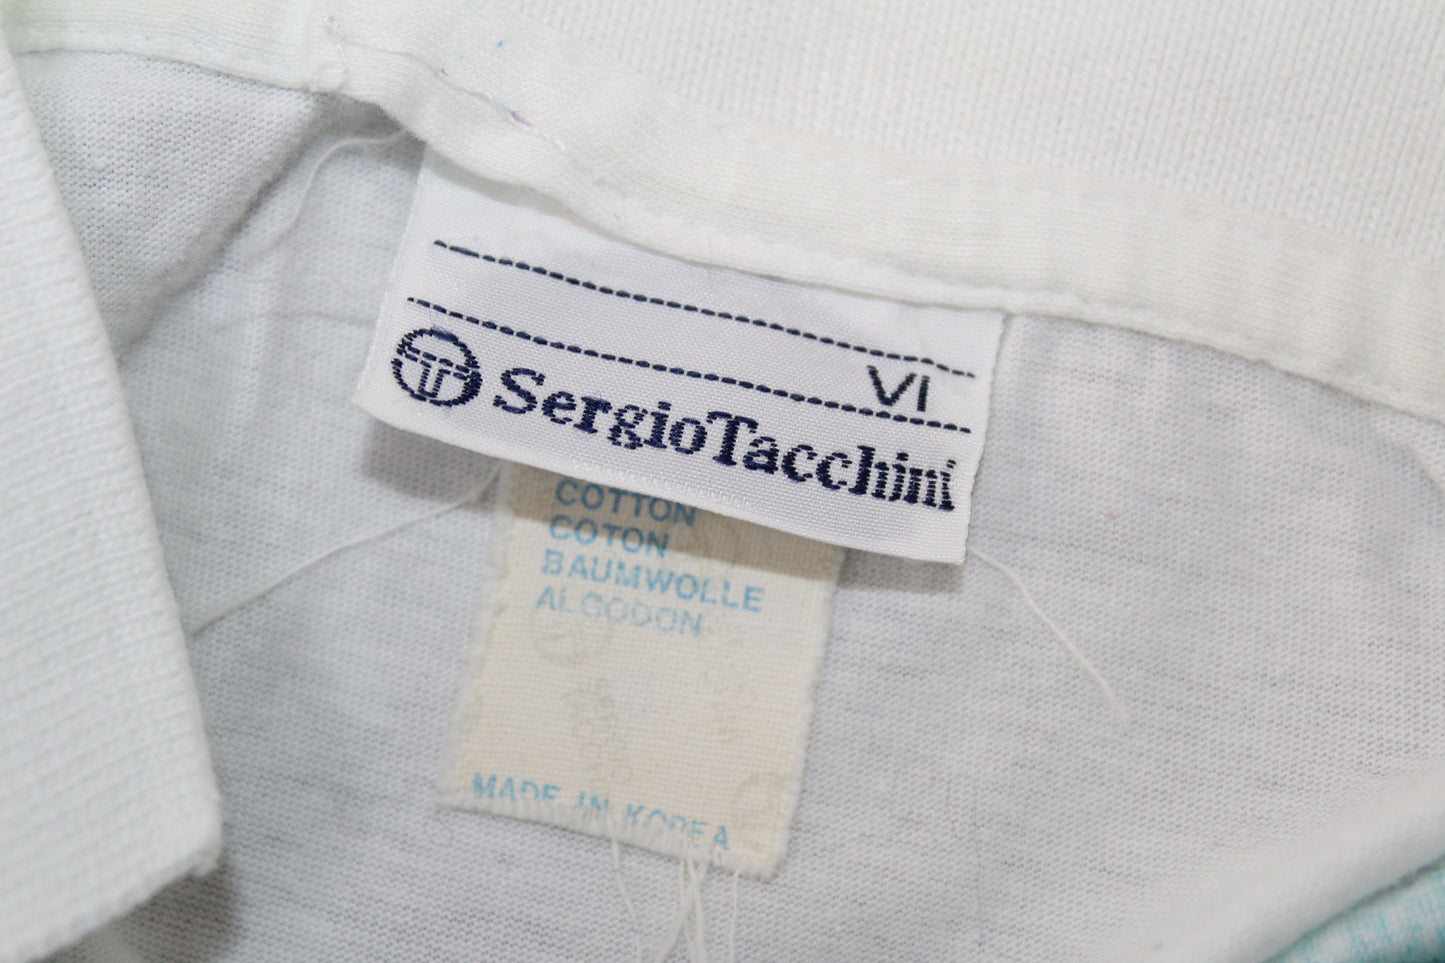 VI
SergioTacchini
COTTON
COTON
BAUMWOLLE
ALGODON
MADE IN KOREA